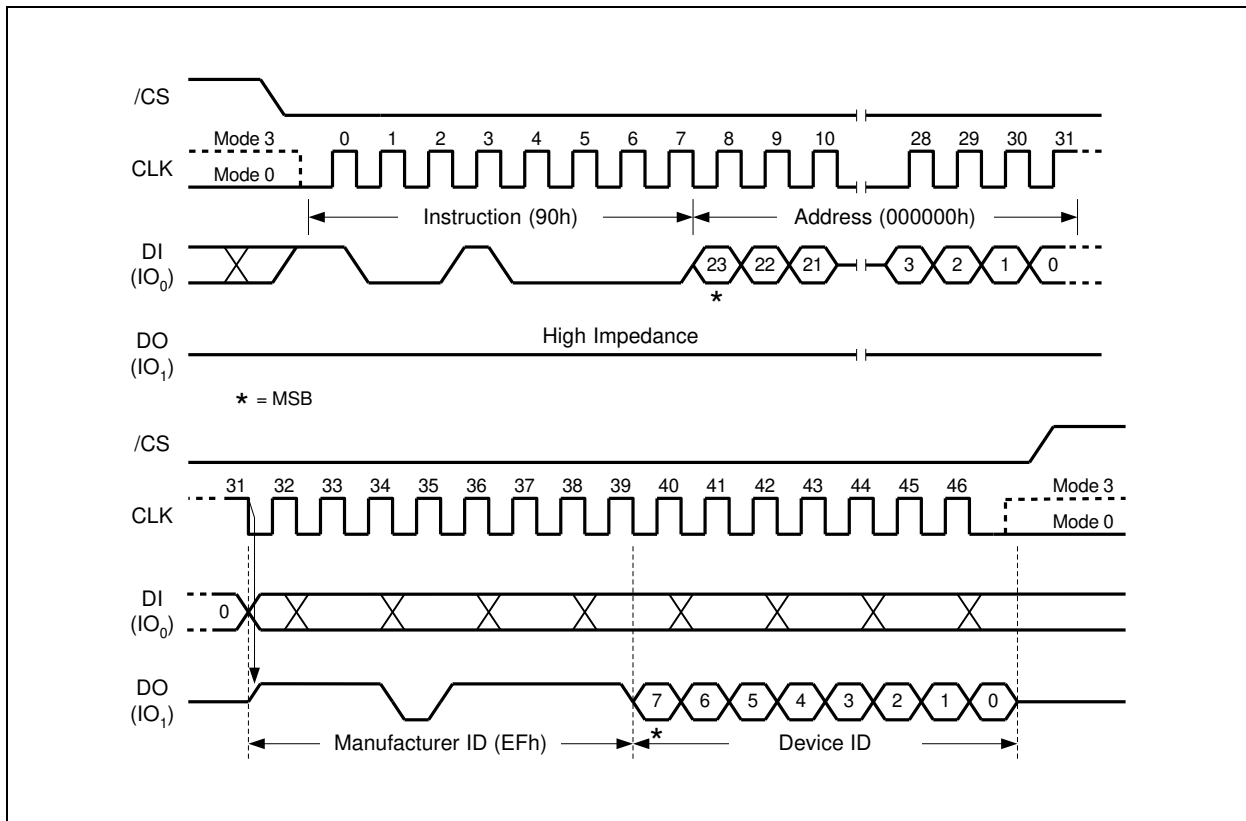 /CS
Mode 3 0 1 2 3 4 5 6 7 8 9 10 28 29 30 31
CLK
Mode 0
Instruction (90h) Address (000000h)
DI
(IO0) 23 22 21 3 2 1 0
*
High Impedance
DO
(IO1)
* = MSB
/CS
31 32 33 34 35 36 37 38 39 40 41 42 43 44 45 46 Mode 3
CLK
Mode 0
DI
(IO0) 0
DO
(IO1) 7 6 5 4 3 2 1 0
*
Manufacturer ID (EFh) Device ID